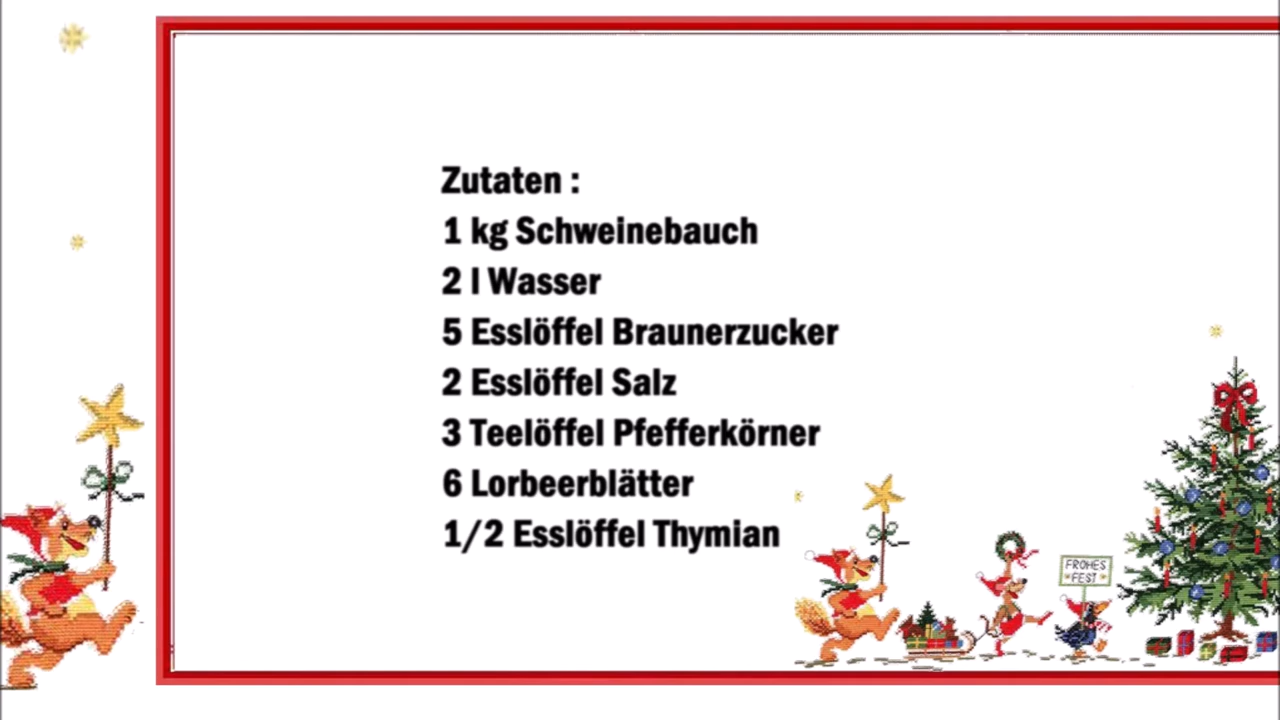 Zutaten :
1 kg Schweinebauch
2 l Wasser
5 Esslöffel Braunerzucker
2 Esslöffel Salz
3 Teelöffel Pfefferkörner
6 Lorbeerblätter
1/2 Esslöffel Thymian
FROHES
FEST